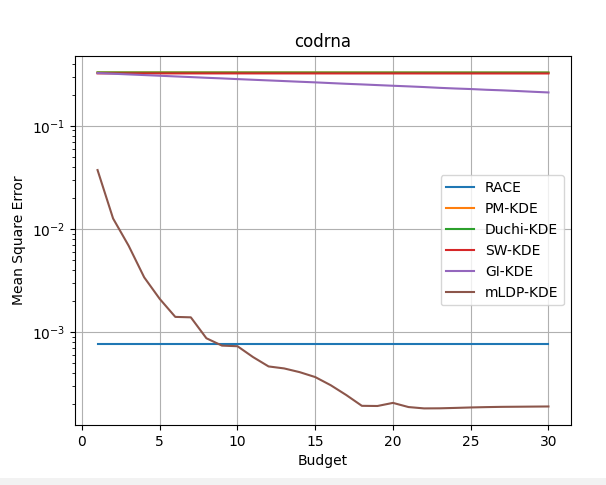 codrna
Mean Square Error
10⁻¹
10⁻²
10⁻³
RACE
PM-KDE
Duchi-KDE
SW-KDE
GI-KDE
mLDP-KDE
0 5 10 15 20 25 30
Budget